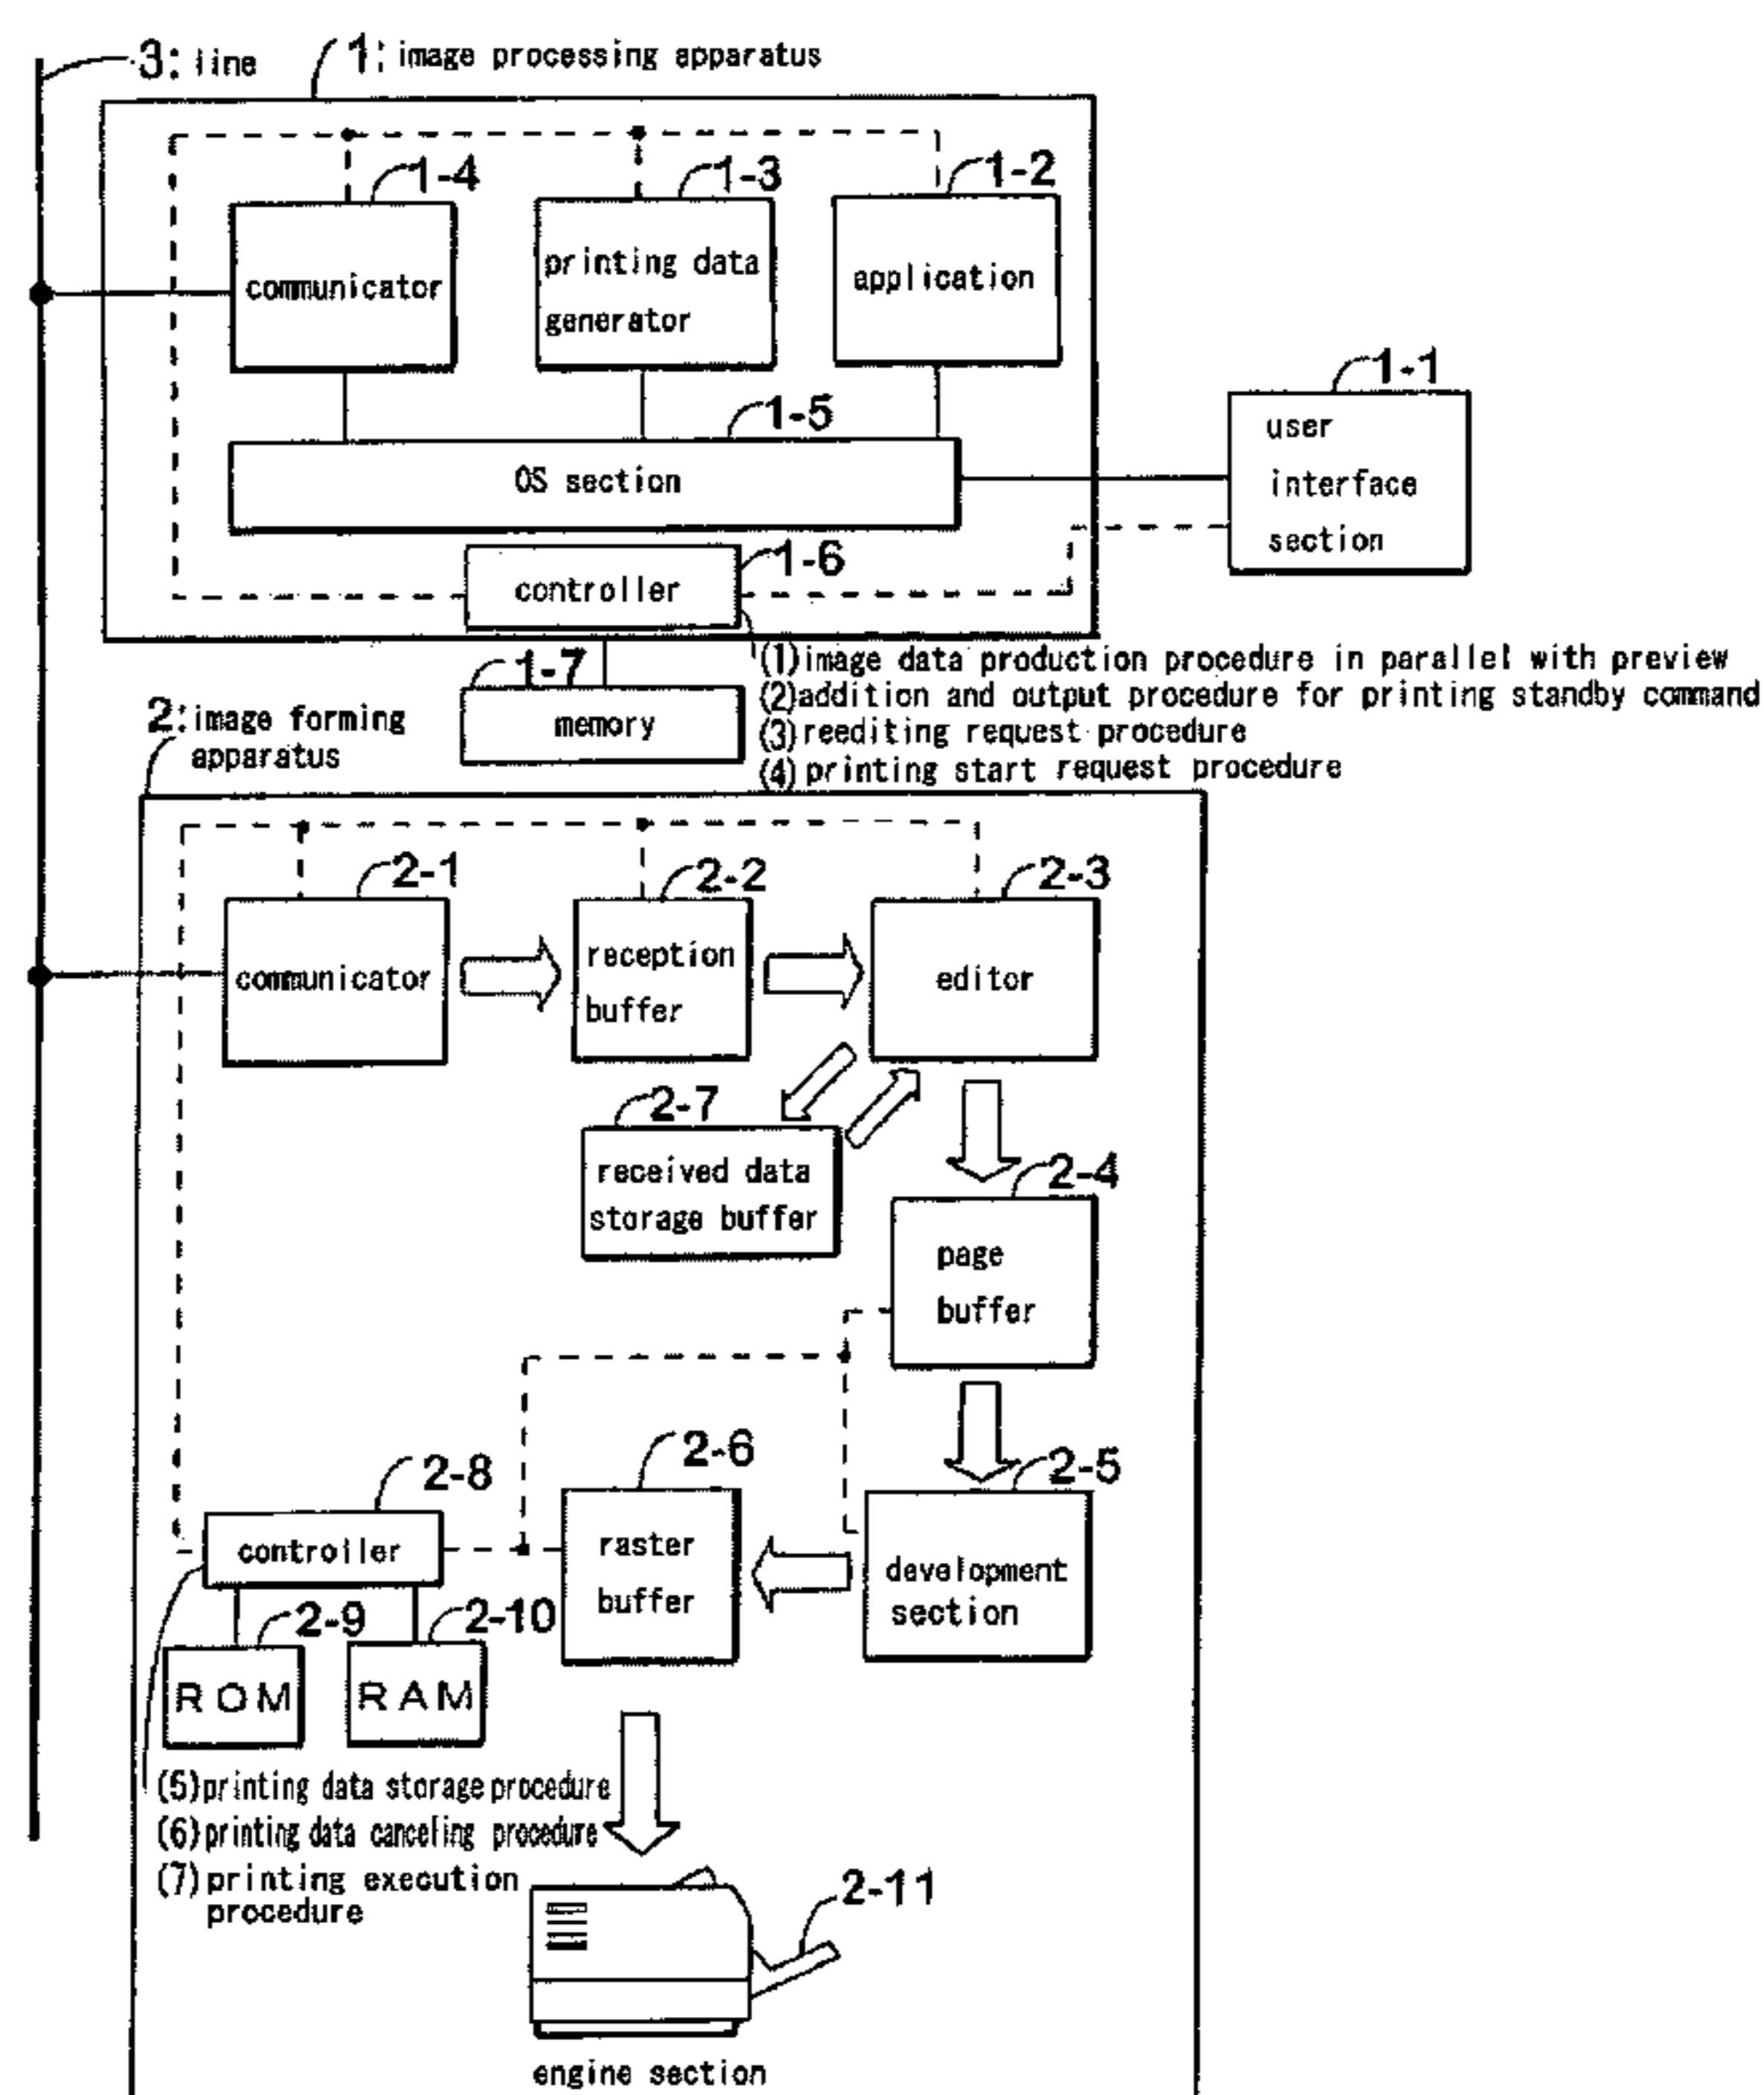 3: line
1: image processing apparatus
1-4
1-3
1-2
communicator
printing data
generator
application
1-1
user
interface
section
1-5
OS section
1-6
controller
(1)image data production procedure in parallel with preview
(2)addition and output procedure for printing standby command
(3)reediting request procedure
(4)printing start request procedure
1-7
memory
2:image forming
apparatus
2-1
2-2
2-3
communicator
reception
buffer
editor
2-7
received data
storage buffer
2-4
page
buffer
2-8
2-6
2-5
controller
raster
buffer
development
section
2-9
2-10
ROM
RAM
(5)printing data storage procedure
(6)printing data canceling procedure
(7)printing execution
procedure
2-11
engine section